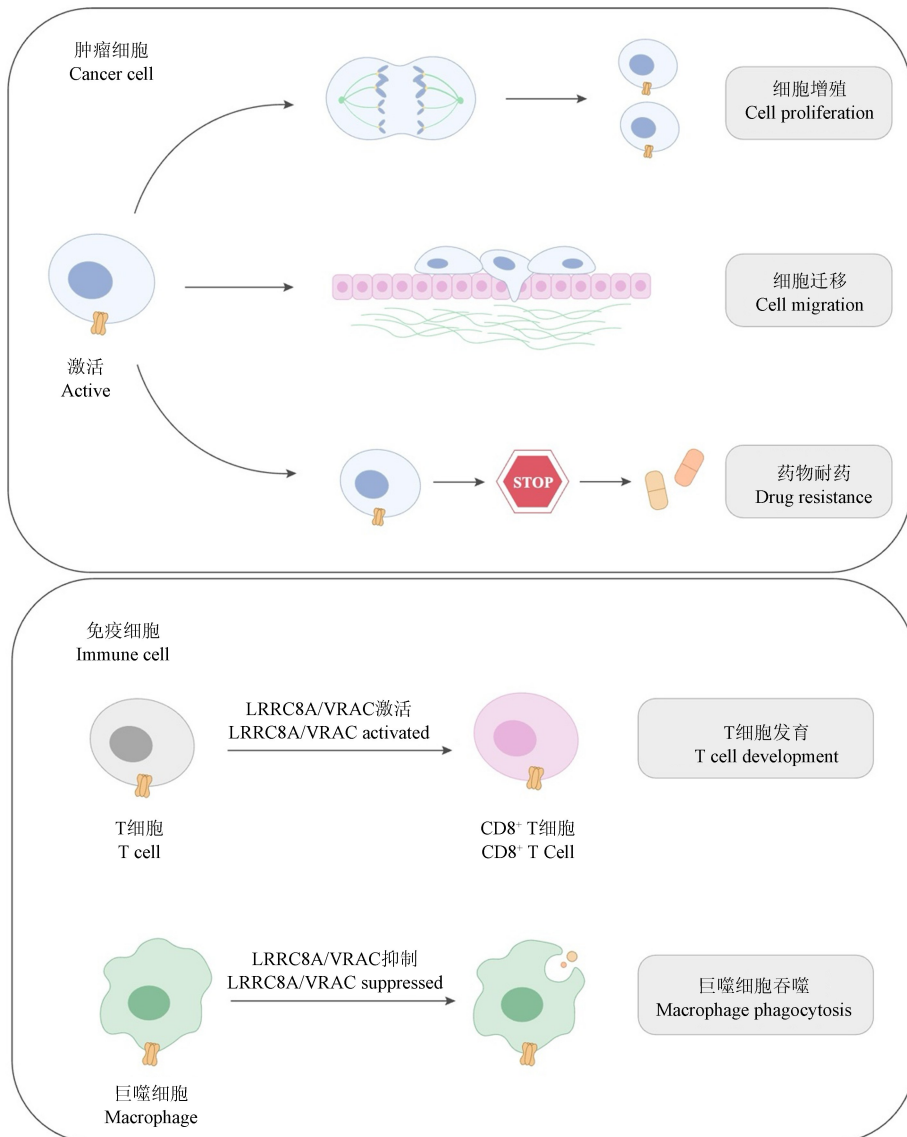 肿瘤细胞
Cancer cell
细胞增殖
Cell proliferation
细胞迁移
Cell migration
激活
Active
STOP
药物耐药
Drug resistance
免疫细胞
Immune cell
LRRC8A/VRAC激活
LRRC8A/VRAC activated
T细胞发育
T cell development
T细胞
T cell
CD8⁺ T细胞
CD8⁺ T Cell
LRRC8A/VRAC抑制
LRRC8A/VRAC suppressed
巨噬细胞吞噬
Macrophage phagocytosis
巨噬细胞
Macrophage